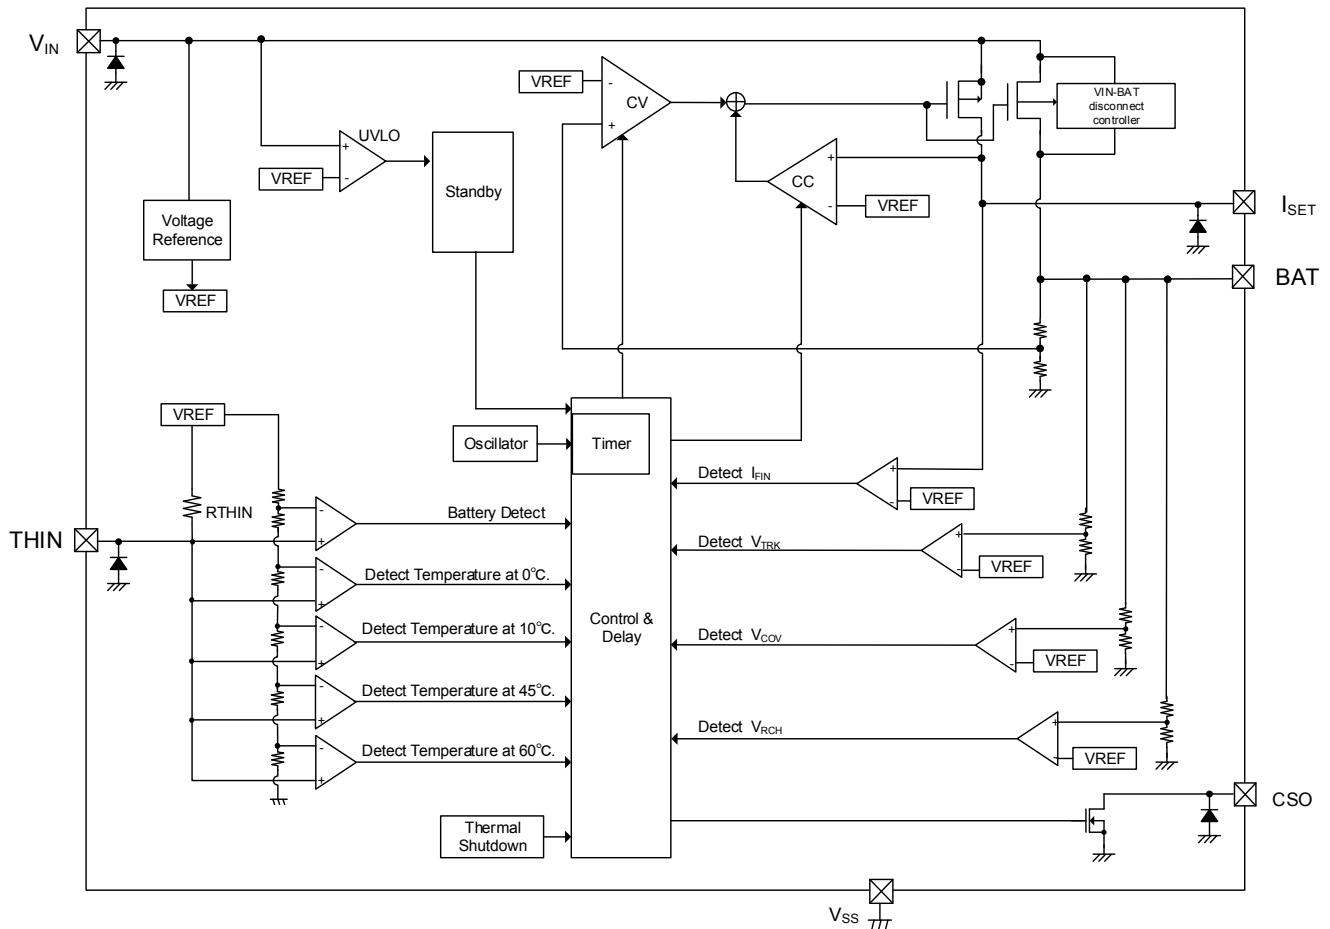 VIN
VREF
-
CV
+
VIN-BAT
disconnect
controller
UVLO
+
VREF
-
Standby
+
CC
-
VREF
ISET
Voltage
Reference
VREF
BAT
VREF
Oscillator
Timer
Detect IFIN
+
-
VREF
RTHIN
THIN
-
+
Battery Detect
Detect VTRK
+
-
VREF
-
+
Detect Temperature at 0°C.
Control &
Delay
-
+
Detect Temperature at 10°C.
Detect VCOV
+
-
VREF
-
+
Detect Temperature at 45°C.
Detect VRCH
+
-
VREF
-
+
Detect Temperature at 60°C.
CSO
Thermal
Shutdown
VSS